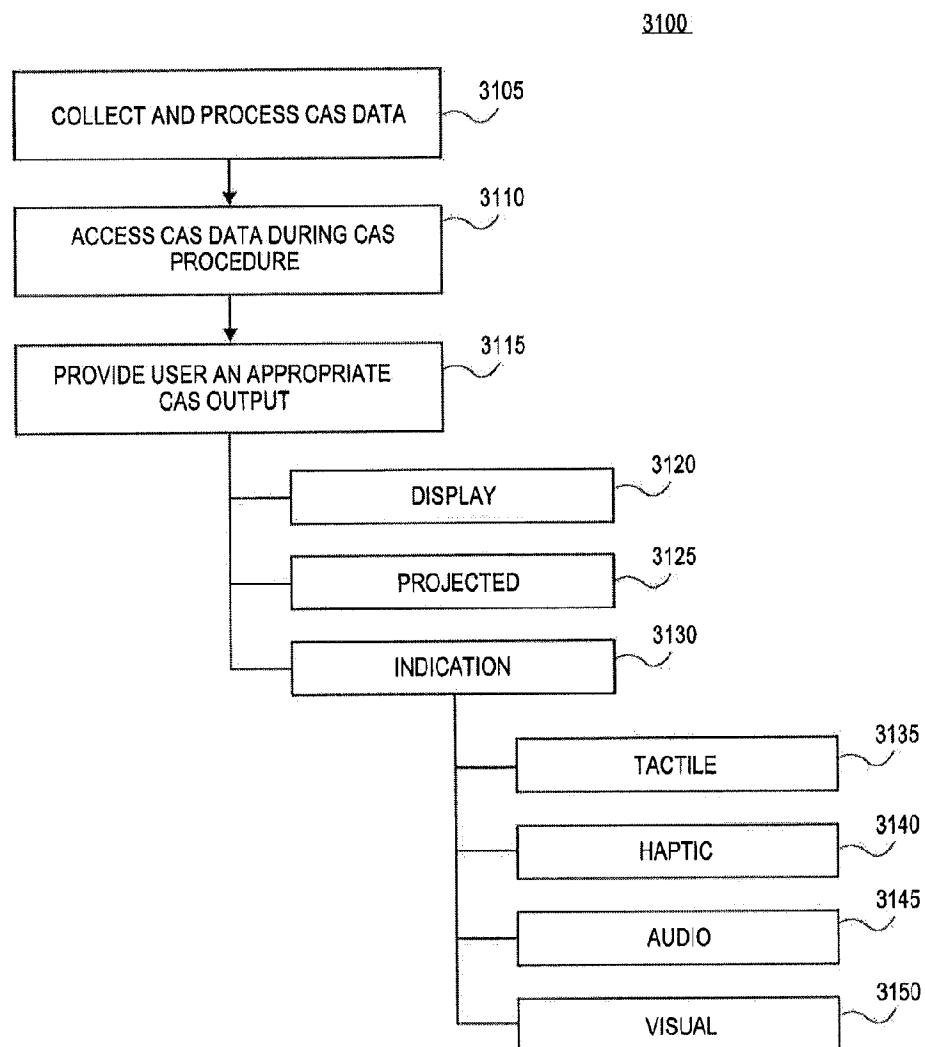 3100
COLLECT AND PROCESS CAS DATA
3105
ACCESS CAS DATA DURING CAS
PROCEDURE
3110
PROVIDE USER AN APPROPRIATE
CAS OUTPUT
3115
DISPLAY
3120
PROJECTED
3125
INDICATION
3130
TACTILE
3135
HAPTIC
3140
AUDIO
3145
VISUAL
3150